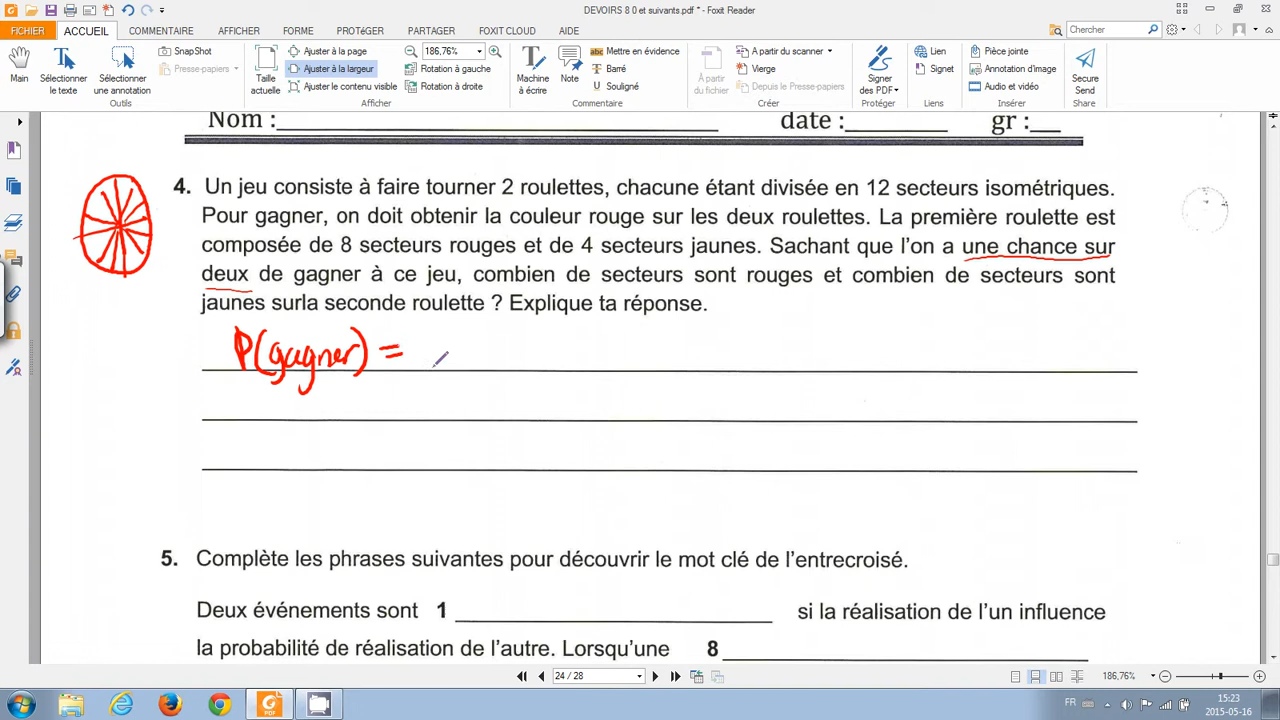 DEVOIRS 8 0 et suivants.pdf * - Foxit Reader
FICHIER ACCUEIL COMMENTAIRE AFFICHER FORME PROTéGER PARTAGER FOXIT CLOUD AIDE Chercher
Main
Sélectionner le texte
Sélectionner une annotation
SnapShot
Presse-papiers
Outils
Taille actuelle
Ajuster à la page
Ajuster à la largeur
Ajuster le contenu visible
186,76%
Rotation à gauche
Rotation à droite
Afficher
Machine à écrire
Note
Mettre en évidence
Barré
Souligné
Commentaire
À partir du fichier
A partir du scanner
Vierge
Depuis le Presse-papiers
Créer
Signer des PDF
Protéger
Lien
Signet
Liens
Pièce jointe
Annotation d'image
Audio et vidéo
Insérer
Secure Send
Share
Nom : date : gr :
4. Un jeu consiste à faire tourner 2 roulettes, chacune étant divisée en 12 secteurs isométriques.
Pour gagner, on doit obtenir la couleur rouge sur les deux roulettes. La première roulette est
composée de 8 secteurs rouges et de 4 secteurs jaunes. Sachant que l'on a une chance sur
deux de gagner à ce jeu, combien de secteurs sont rouges et combien de secteurs sont
jaunes surla seconde roulette ? Explique ta réponse.
P(gagner) =
5. Complète les phrases suivantes pour découvrir le mot clé de l'entrecroisé.
Deux événements sont 1 si la réalisation de l'un influence
la probabilité de réalisation de l'autre. Lorsqu'une 8
24 / 28 186,76%
FR 15:23
2015-05-16